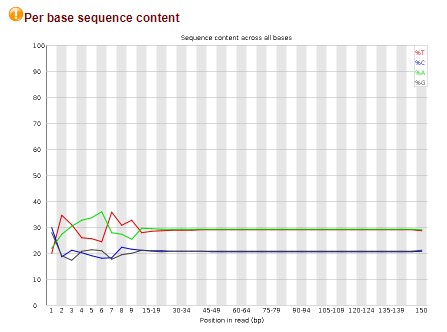 Per base sequence content
Sequence content across all bases
%T
%C
%A
%G
100
90
80
70
60
50
40
30
20
10
0
1 2 3 4 5 6 7 8 9 15-19 30-34 45-49 60-64 75-79 90-94 105-109 120-124 135-139 150
Position in read (bp)